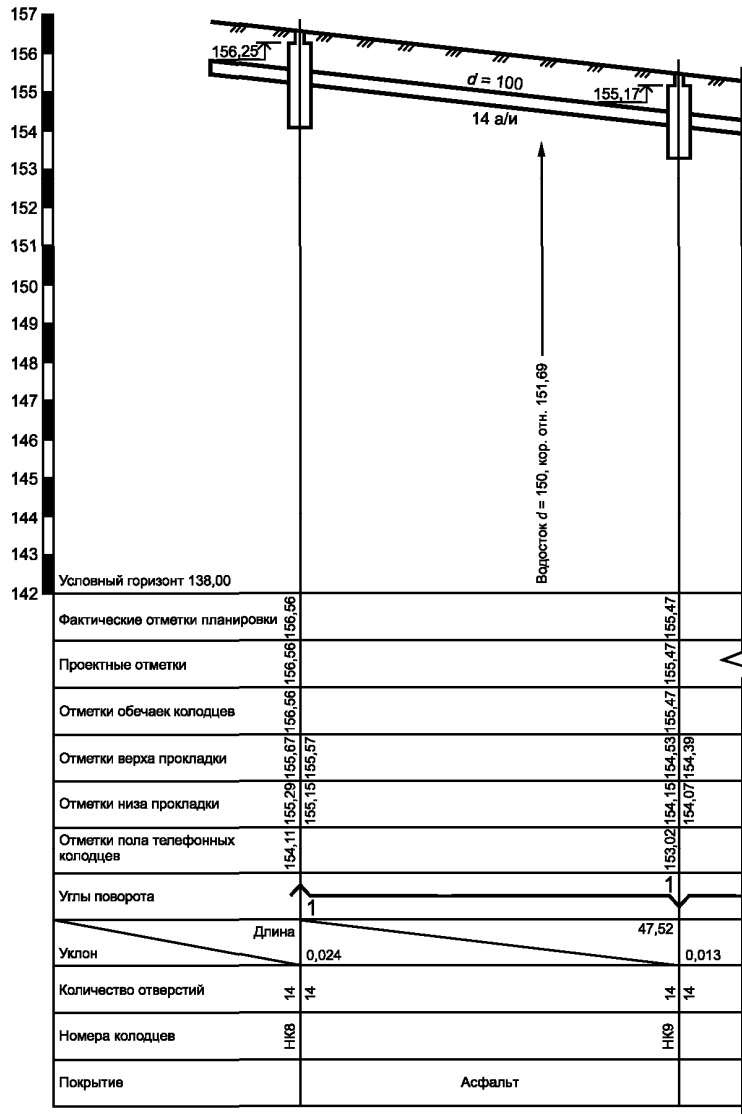 157
156
155
154
153
152
151
150
149
148
147
146
145
144
143
142
156,25
d = 100
14 а/и
155,17
Водосток d = 150, кор. отн. 151,69
Условный горизонт 138,00
Фактические отметки планировки 156,56 155,47
Проектные отметки 156,56 155,47
Отметки обечаек колодцев 156,56 155,47
Отметки верха прокладки 155,67 155,57 154,53 154,39
Отметки низа прокладки 155,29 155,15 154,15 154,07
Отметки пола телефонных
колодцев 154,11 153,02
Углы поворота 1 1
Длина 47,52
Уклон 0,024 0,013
Количество отверстий 14 14 14 14
Номера колодцев НК8 НК9
Покрытие Асфальт